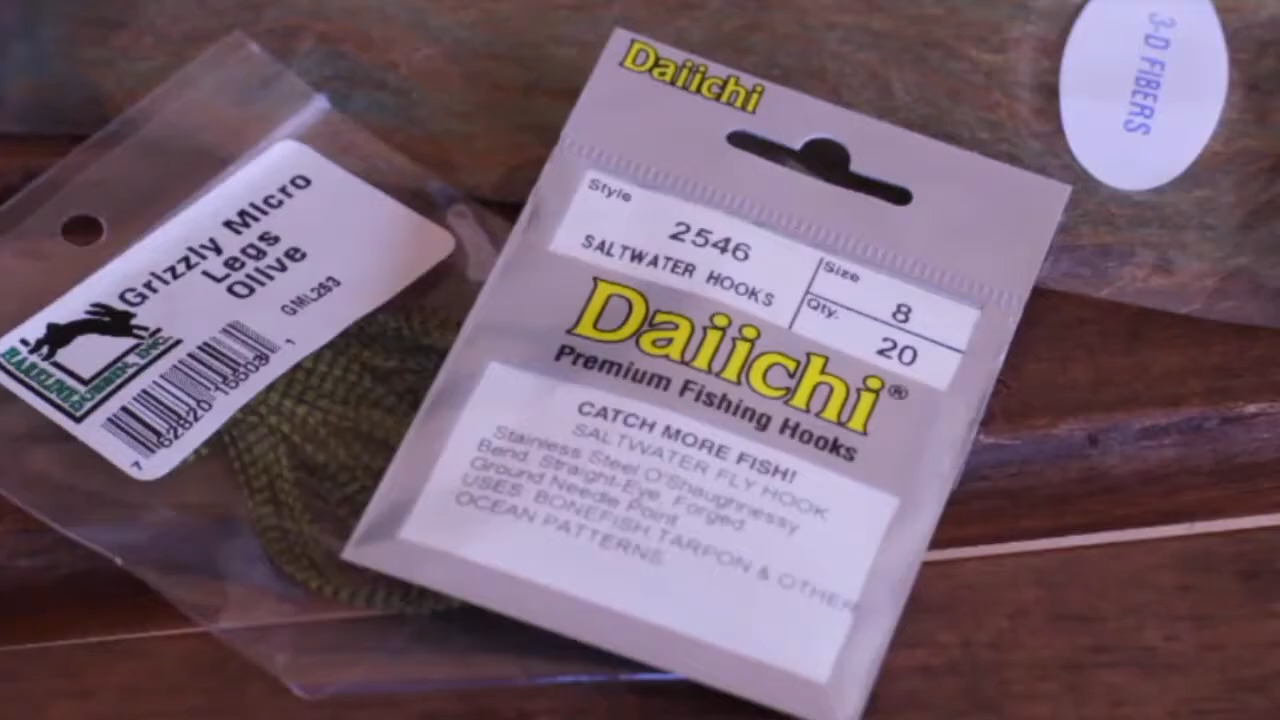 Grizzly Micro
Legs
Olive
GML263
HARELINE DUBBIN, INC.
Daiichi
Style
2546
SALTWATER HOOKS
Size
8
Qty.
20
Daiichi®
Premium Fishing Hooks
CATCH MORE FISH!
SALTWATER FLY HOOK
Stainless Steel O'Shaughnessy
Bend, Straight-Eye, Forged,
Ground Needle Point
USES: BONEFISH, TARPON & OTHER
OCEAN PATTERNS
3-D FIBERS